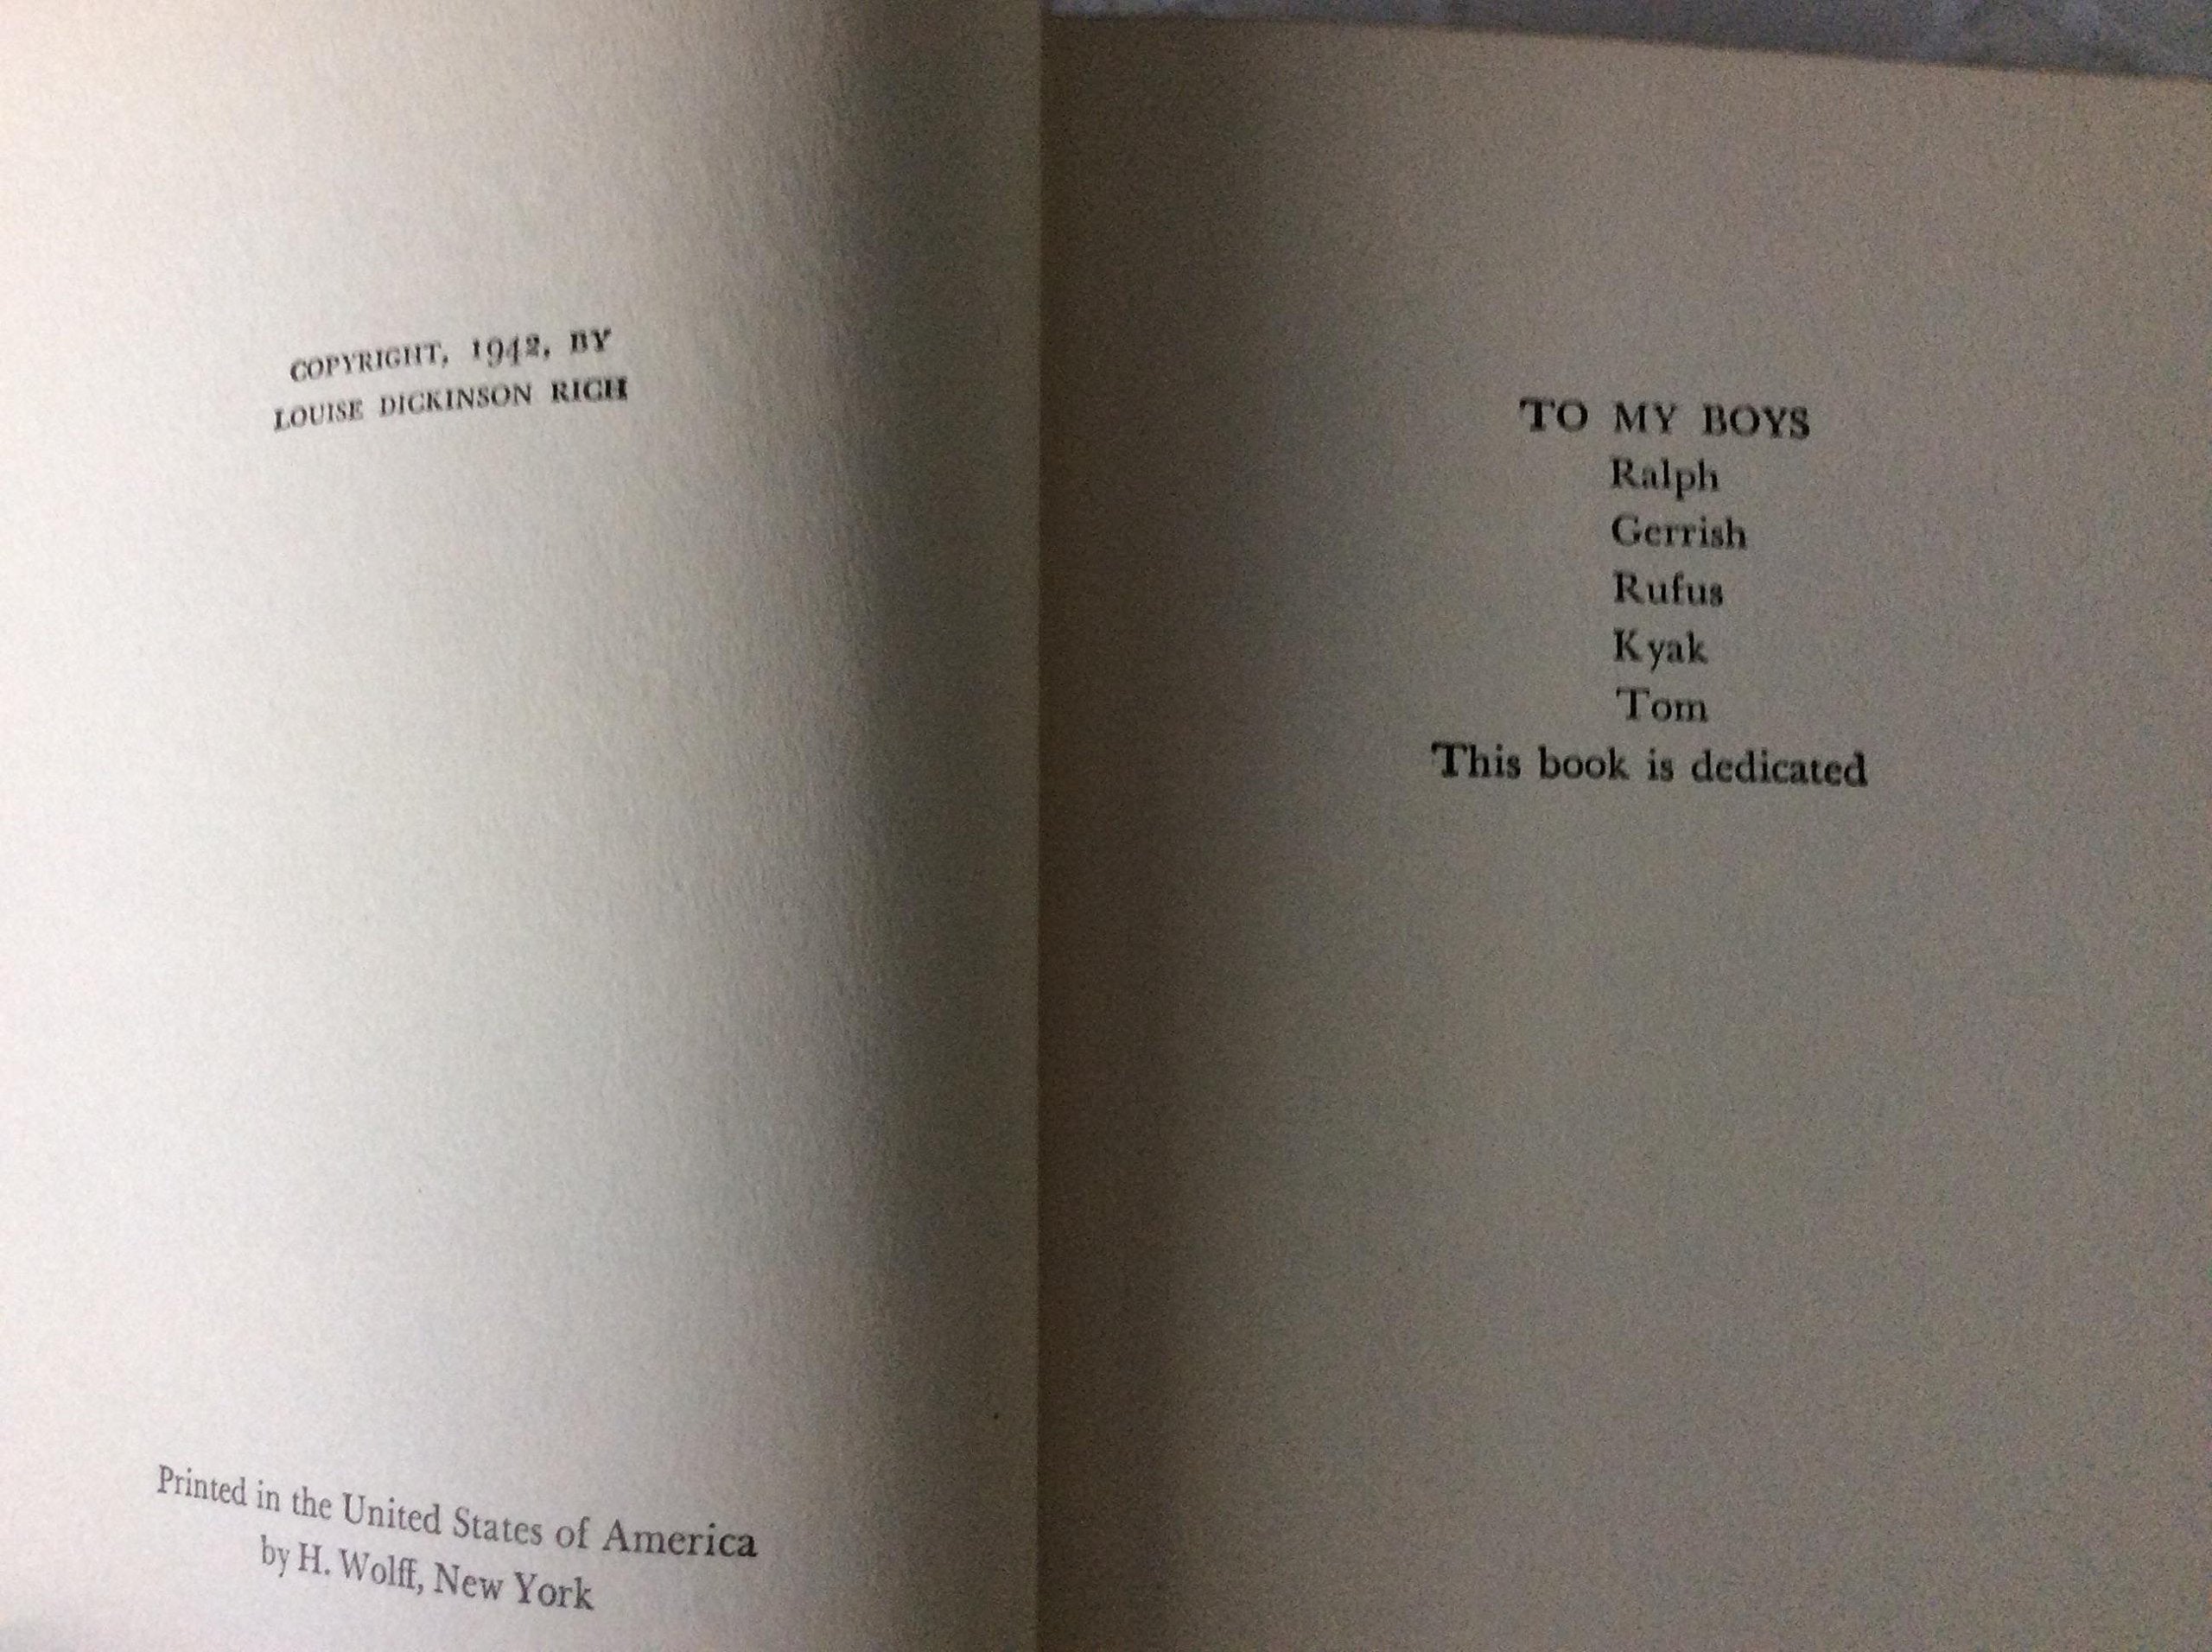 COPYRIGHT, 1942, BY
LOUISE DICKINSON RICH
Printed in the United States of America
by H. Wolff, New York
TO MY BOYS
Ralph
Gerrish
Rufus
Kyak
Tom
This book is dedicated